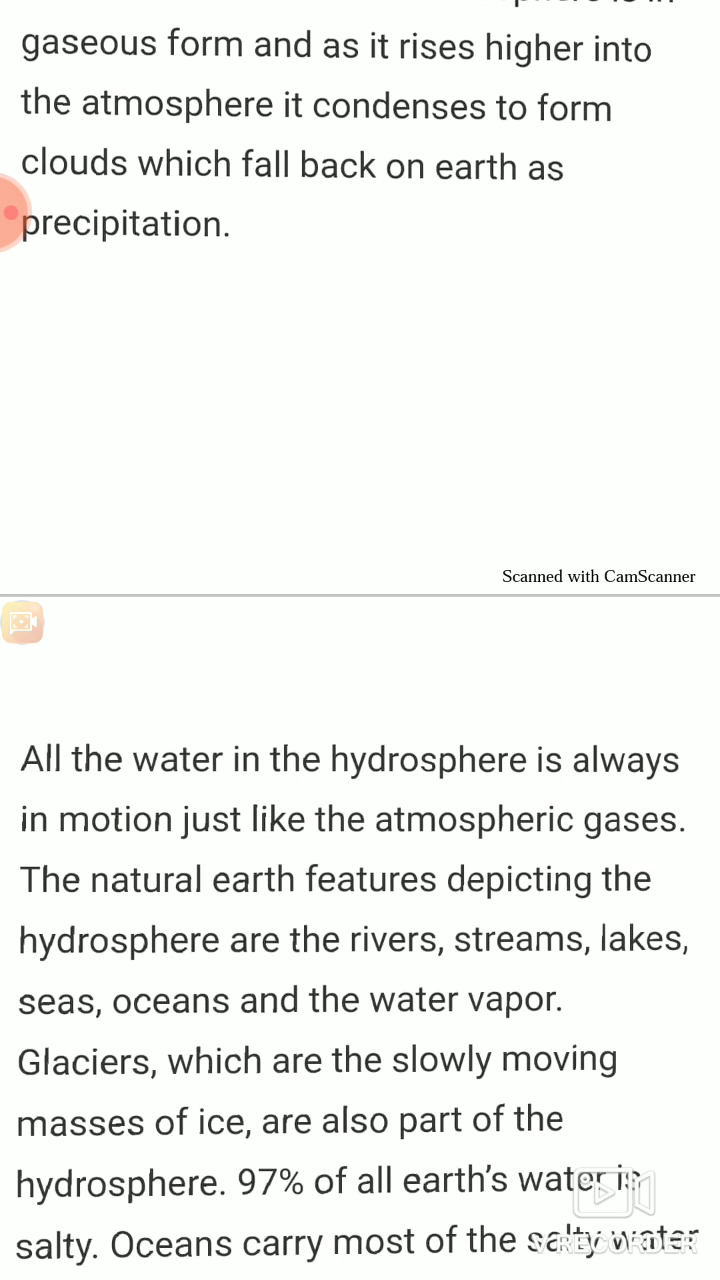 gaseous form and as it rises higher into
the atmosphere it condenses to form
clouds which fall back on earth as
precipitation.
Scanned with CamScanner
All the water in the hydrosphere is always
in motion just like the atmospheric gases.
The natural earth features depicting the
hydrosphere are the rivers, streams, lakes,
seas, oceans and the water vapor.
Glaciers, which are the slowly moving
masses of ice, are also part of the
hydrosphere. 97% of all earth’s water is
salty. Oceans carry most of the salty water
V RECORDER